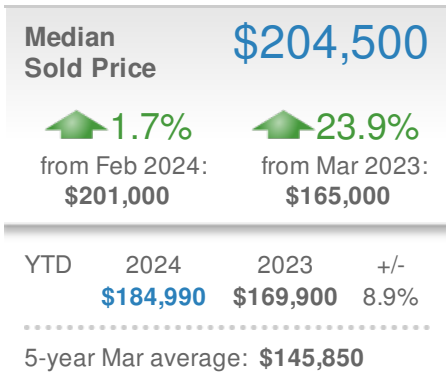 Median
Sold Price
$204,500
1.7%
from Feb 2024:
$201,000
23.9%
from Mar 2023:
$165,000
YTD 2024 2023 +/-
$184,990 $169,900 8.9%
5-year Mar average: $145,850